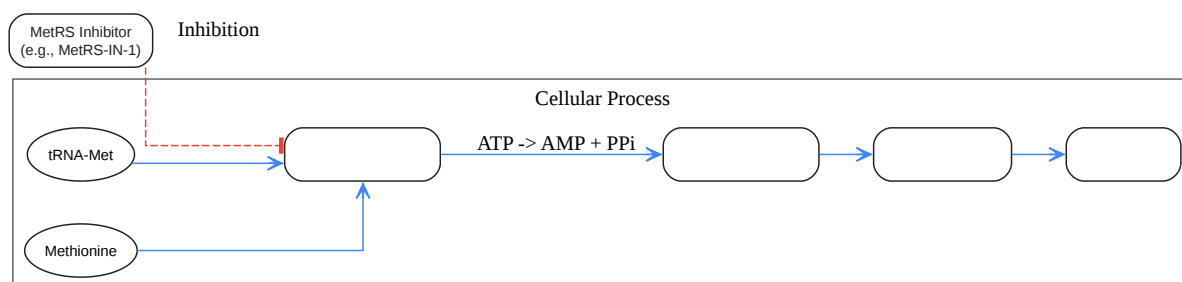 MetRS Inhibitor
(e.g., MetRS-IN-1)
Inhibition
Cellular Process
ATP -> AMP + PPi
tRNA-Met
Methionine